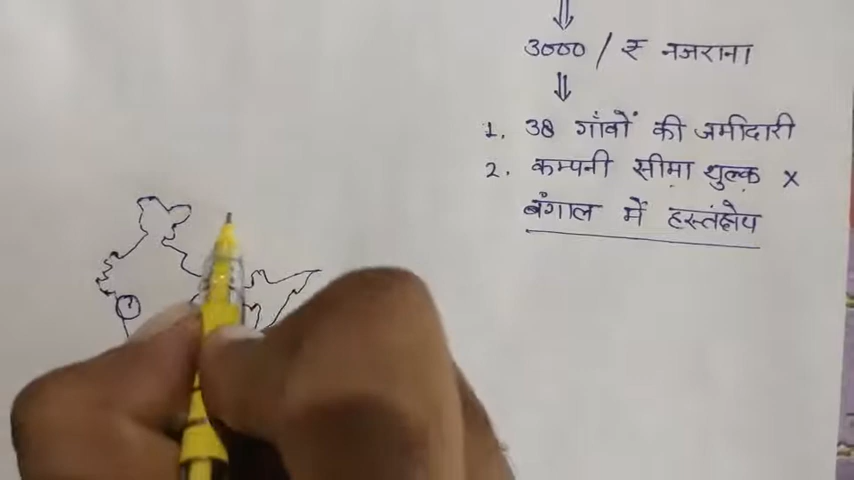 3000 / ₹ नजराना
1. 38 गाँवों की जमीदारी
2. कम्पनी सीमा शुल्क x
बंगाल में हस्तक्षेप